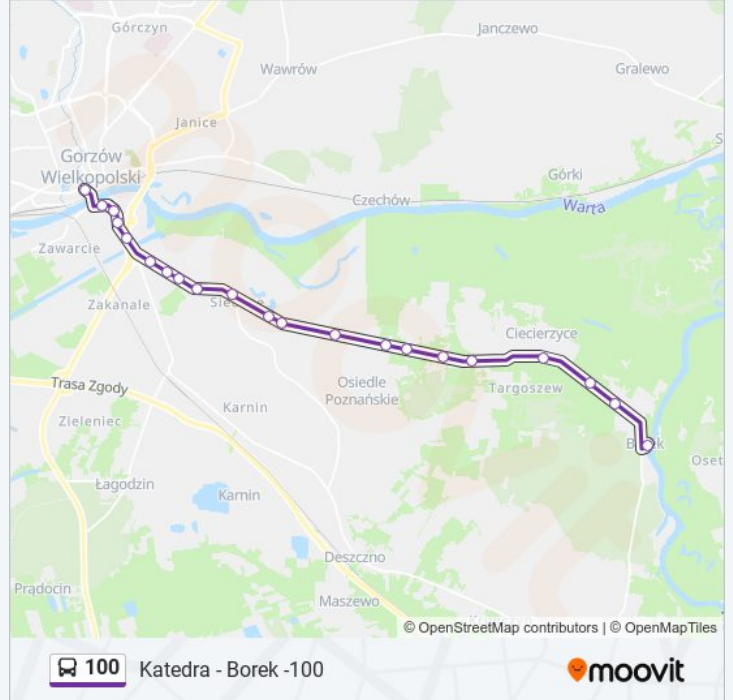 Górczyn
Janczewo
Wawrów
Gralewo
Janice
Gorzów
Wielkopolski
Górki
Czechów
Warta
Zawarcie
Zakanale
Ciecierzyce
Osiedle
Poznańskie
Targoszew
Trasa Zgody
Karnin
Zieleniec
Oset
Łagodzin
Karnin
Deszczno
Prądocin
Maszewo
© OpenStreetMap contributors | © OpenMapTiles
100 Katedra - Borek -100
moovit